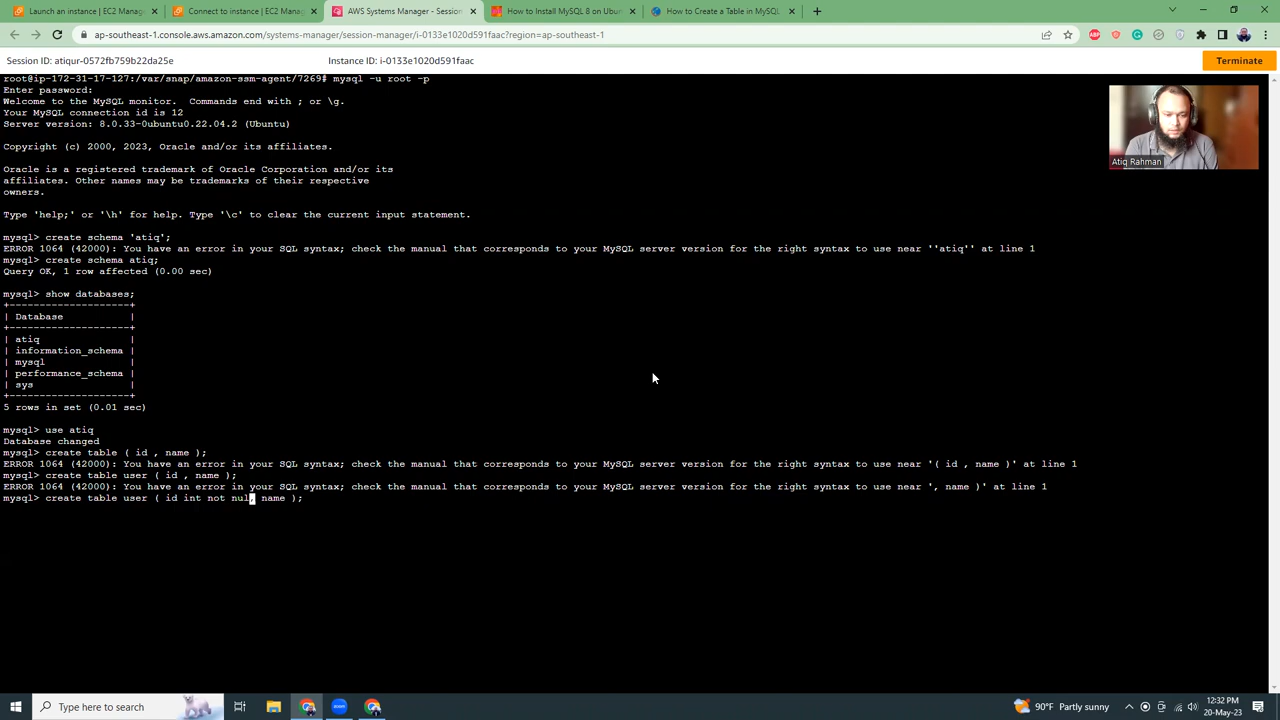 Launch an instance | EC2 Manag
Connect to instance | EC2 Manag
AWS Systems Manager - Session
How to Install MySQL 8 on Ubun
How to Create a Table in MySQL
ap-southeast-1.console.aws.amazon.com/systems-manager/session-manager/i-0133e1020d591faac?region=ap-southeast-1
Session ID: atiqur-0572fb759b22da25e
Instance ID: i-0133e1020d591faac
Terminate
root@ip-172-31-17-127:/var/snap/amazon-ssm-agent/7269# mysql -u root -p
Enter password:
Welcome to the MySQL monitor.  Commands end with ; or \g.
Your MySQL connection id is 12
Server version: 8.0.33-0ubuntu0.22.04.2 (Ubuntu)
Copyright (c) 2000, 2023, Oracle and/or its affiliates.
Oracle is a registered trademark of Oracle Corporation and/or its
affiliates. Other names may be trademarks of their respective
owners.
Type 'help;' or '\h' for help. Type '\c' to clear the current input statement.
mysql> create schema 'atiq';
ERROR 1064 (42000): You have an error in your SQL syntax; check the manual that corresponds to your MySQL server version for the right syntax to use near ''atiq'' at line 1
mysql> create schema atiq;
Query OK, 1 row affected (0.00 sec)
mysql> show databases;
+--------------------+
| Database           |
+--------------------+
| atiq               |
| information_schema |
| mysql              |
| performance_schema |
| sys                |
+--------------------+
5 rows in set (0.01 sec)
mysql> use atiq
Database changed
mysql> create table ( id , name );
ERROR 1064 (42000): You have an error in your SQL syntax; check the manual that corresponds to your MySQL server version for the right syntax to use near '( id , name )' at line 1
mysql> create table user ( id , name );
ERROR 1064 (42000): You have an error in your SQL syntax; check the manual that corresponds to your MySQL server version for the right syntax to use near ', name )' at line 1
mysql> create table user ( id int not nul, name );
Atiq Rahman
Type here to search
90°F Partly sunny
12:32 PM
20-May-23